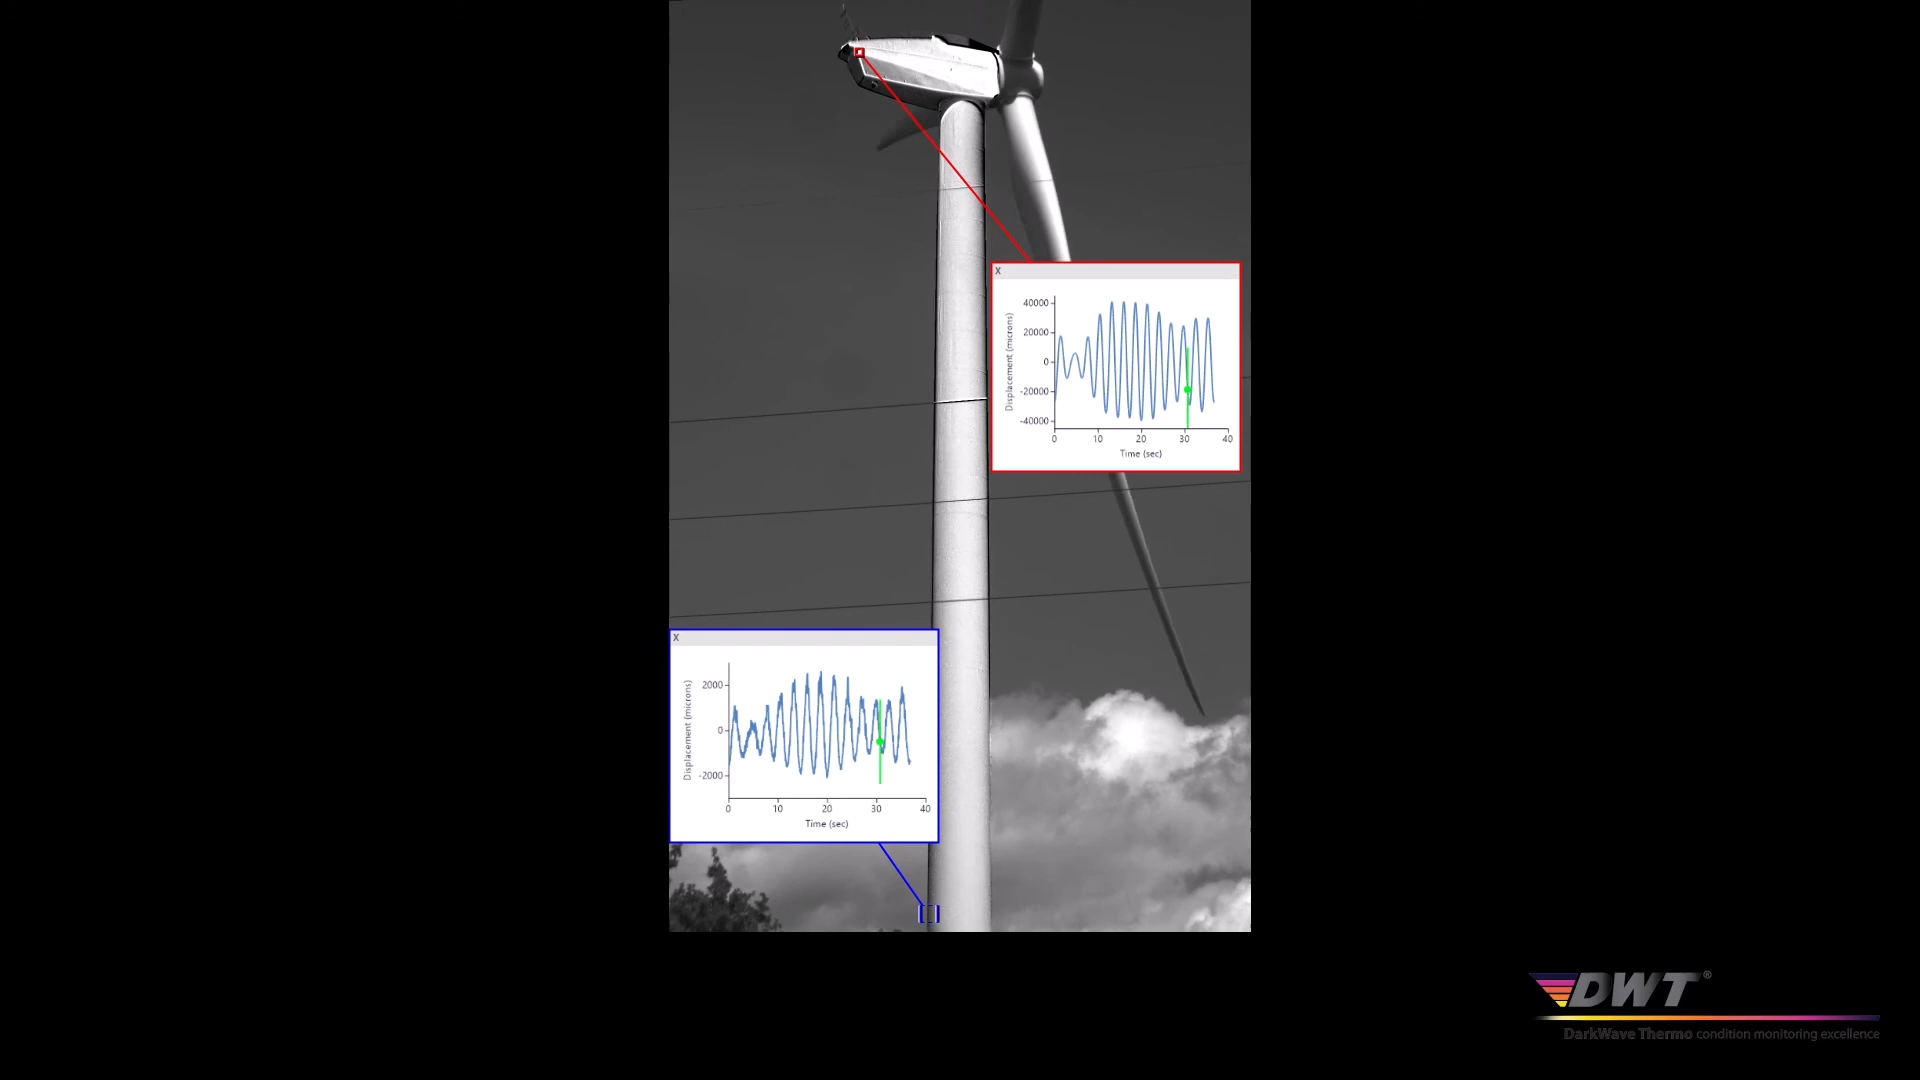 X
40000
20000
0
-20000
-40000
Displacement (microns)
0 10 20 30 40
Time (sec)
X
2000
0
-2000
Displacement (microns)
0 10 20 30 40
Time (sec)
DWT®
DarkWave Thermo condition monitoring excellence